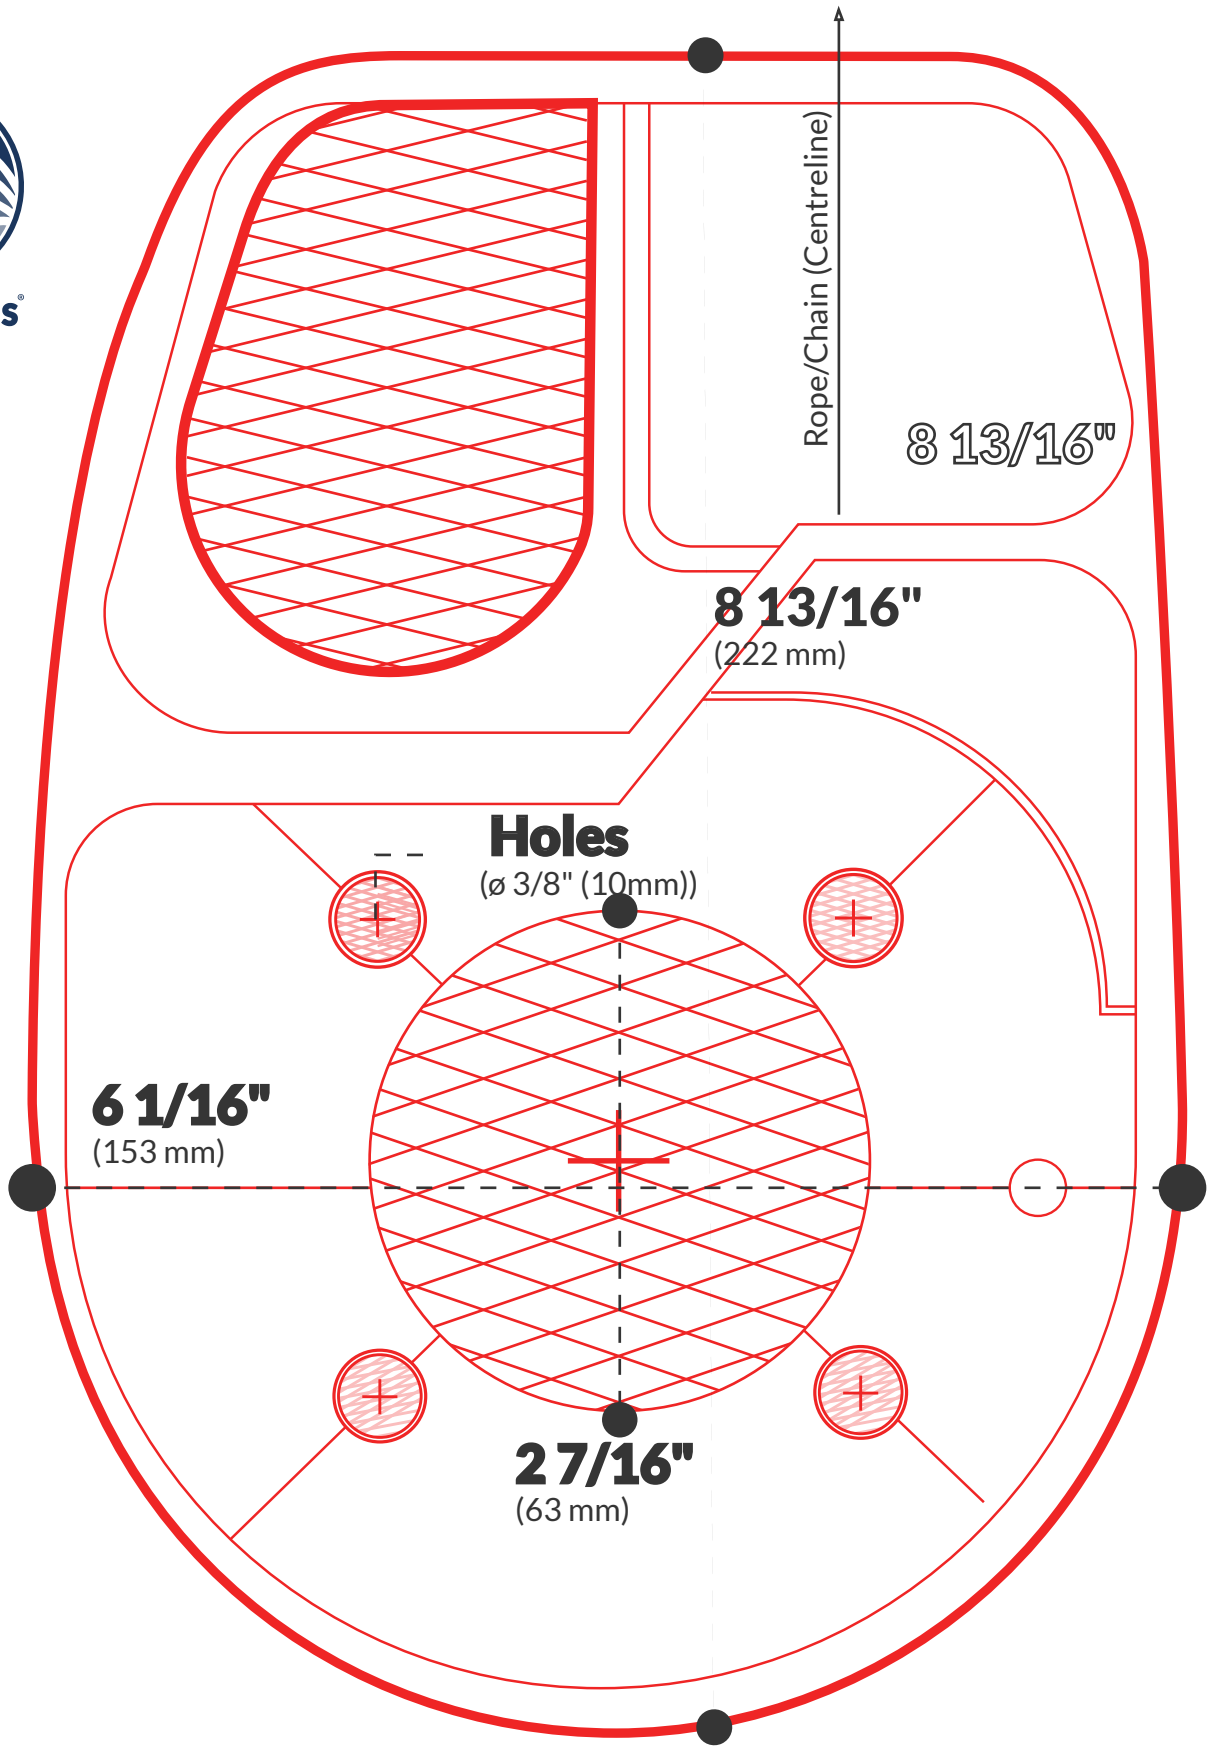 Rope/Chain (Centreline)
s®
8 13/16"
8 13/16"
(222 mm)
Holes
(ø 3/8" (10mm))
6 1/16"
(153 mm)
2 7/16"
(63 mm)